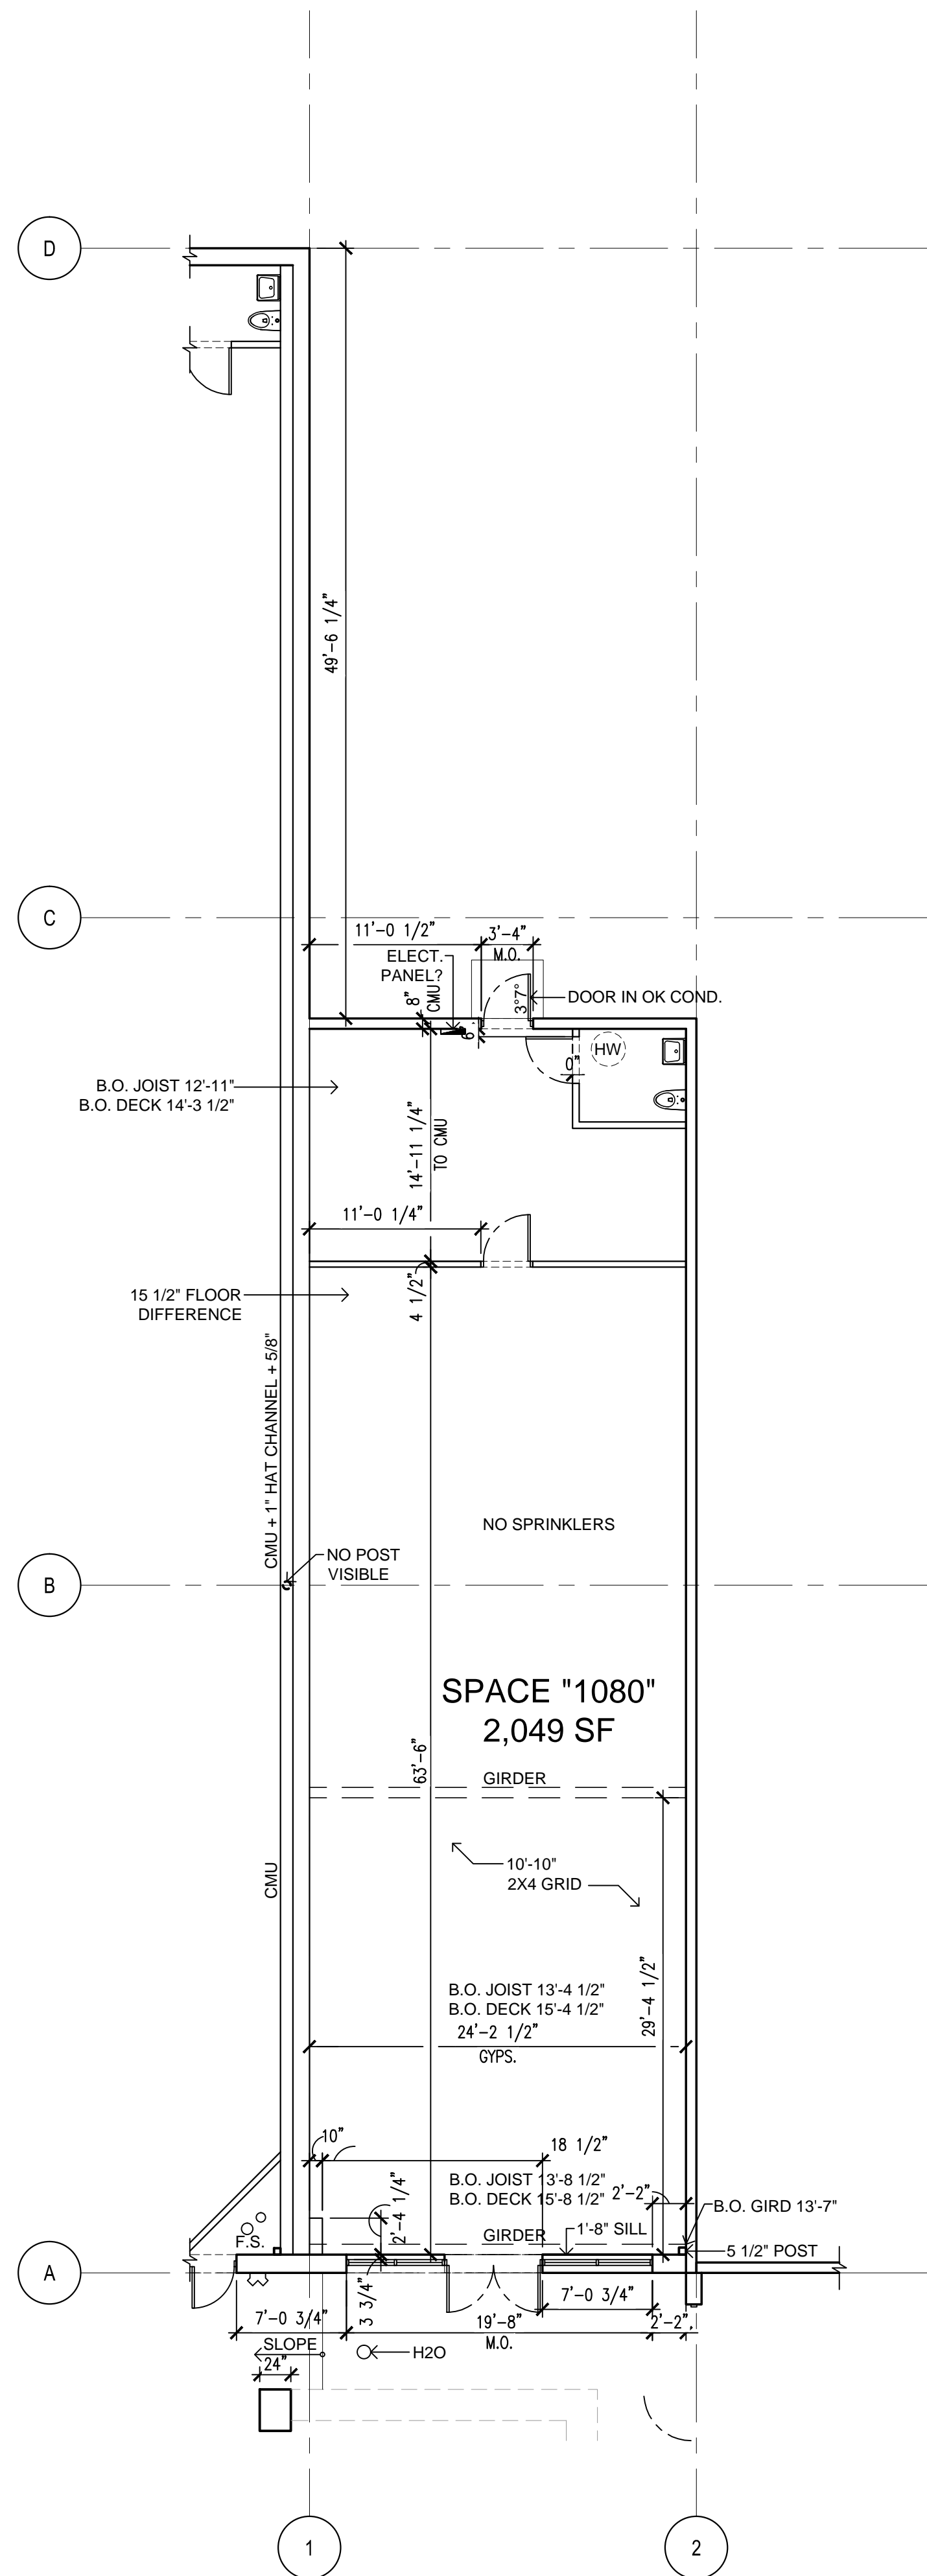 D
49'-6 1/4"
C
11'-0 1/2"
3'-4"
M.O.
ELECT.
PANEL?
8"
CMU
3°7°
DOOR IN OK COND.
6
HW
0"
B.O. JOIST 12'-11"
B.O. DECK 14'-3 1/2"
14'-11 1/4"
TO CMU
11'-0 1/4"
15 1/2" FLOOR
DIFFERENCE
4 1/2"
CMU + 1" HAT CHANNEL + 5/8"
NO SPRINKLERS
NO POST
VISIBLE
B
SPACE "1080"
2,049 SF
63'-6"
GIRDER
10'-10"
2X4 GRID
CMU
29'-4 1/2"
B.O. JOIST 13'-4 1/2"
B.O. DECK 15'-4 1/2"
24'-2 1/2"
GYPS.
10"
18 1/2"
2'-4 1/4"
B.O. JOIST 13'-8 1/2"
B.O. DECK 15'-8 1/2"
2'-2"
B.O. GIRD 13'-7"
F.S.
GIRDER
1'-8" SILL
5 1/2" POST
A
7'-0 3/4"
3 3/4"
19'-8"
M.O.
7'-0 3/4"
2'-2"
SLOPE
H2O
24"
1
2